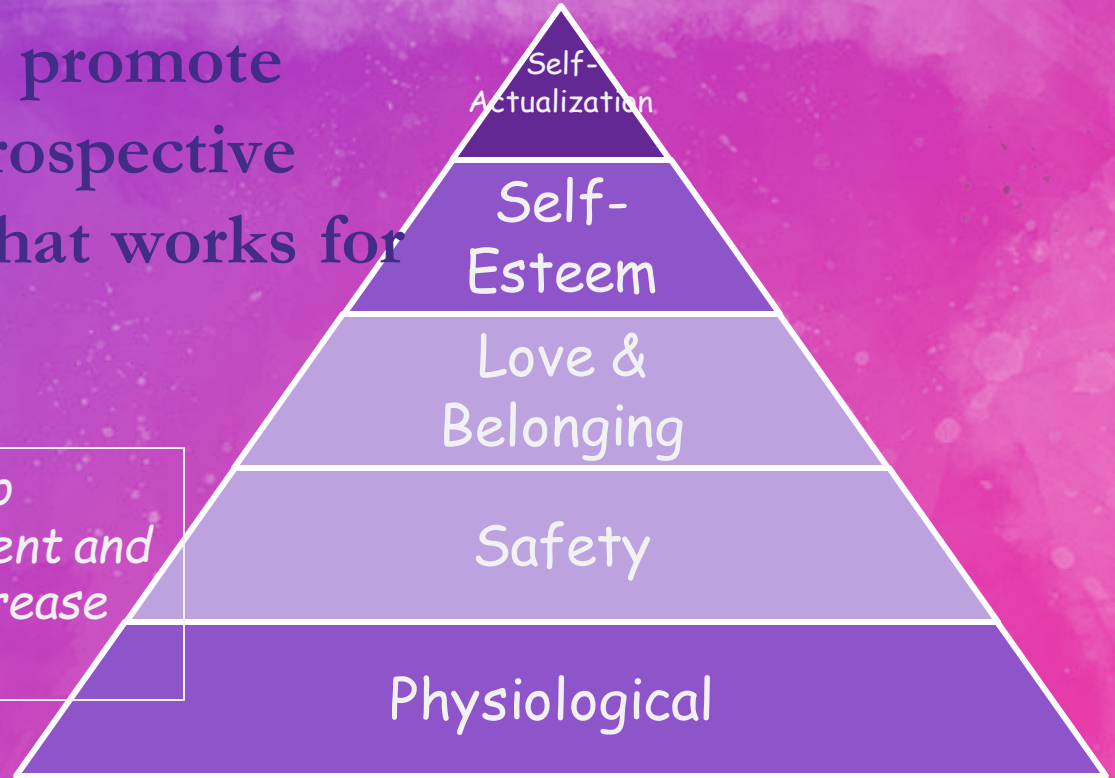 promote
rospective
hat works for
o
ent and
rease
Self-
Actualization
Self-
Esteem
Love &
Belonging
Safety
Physiological